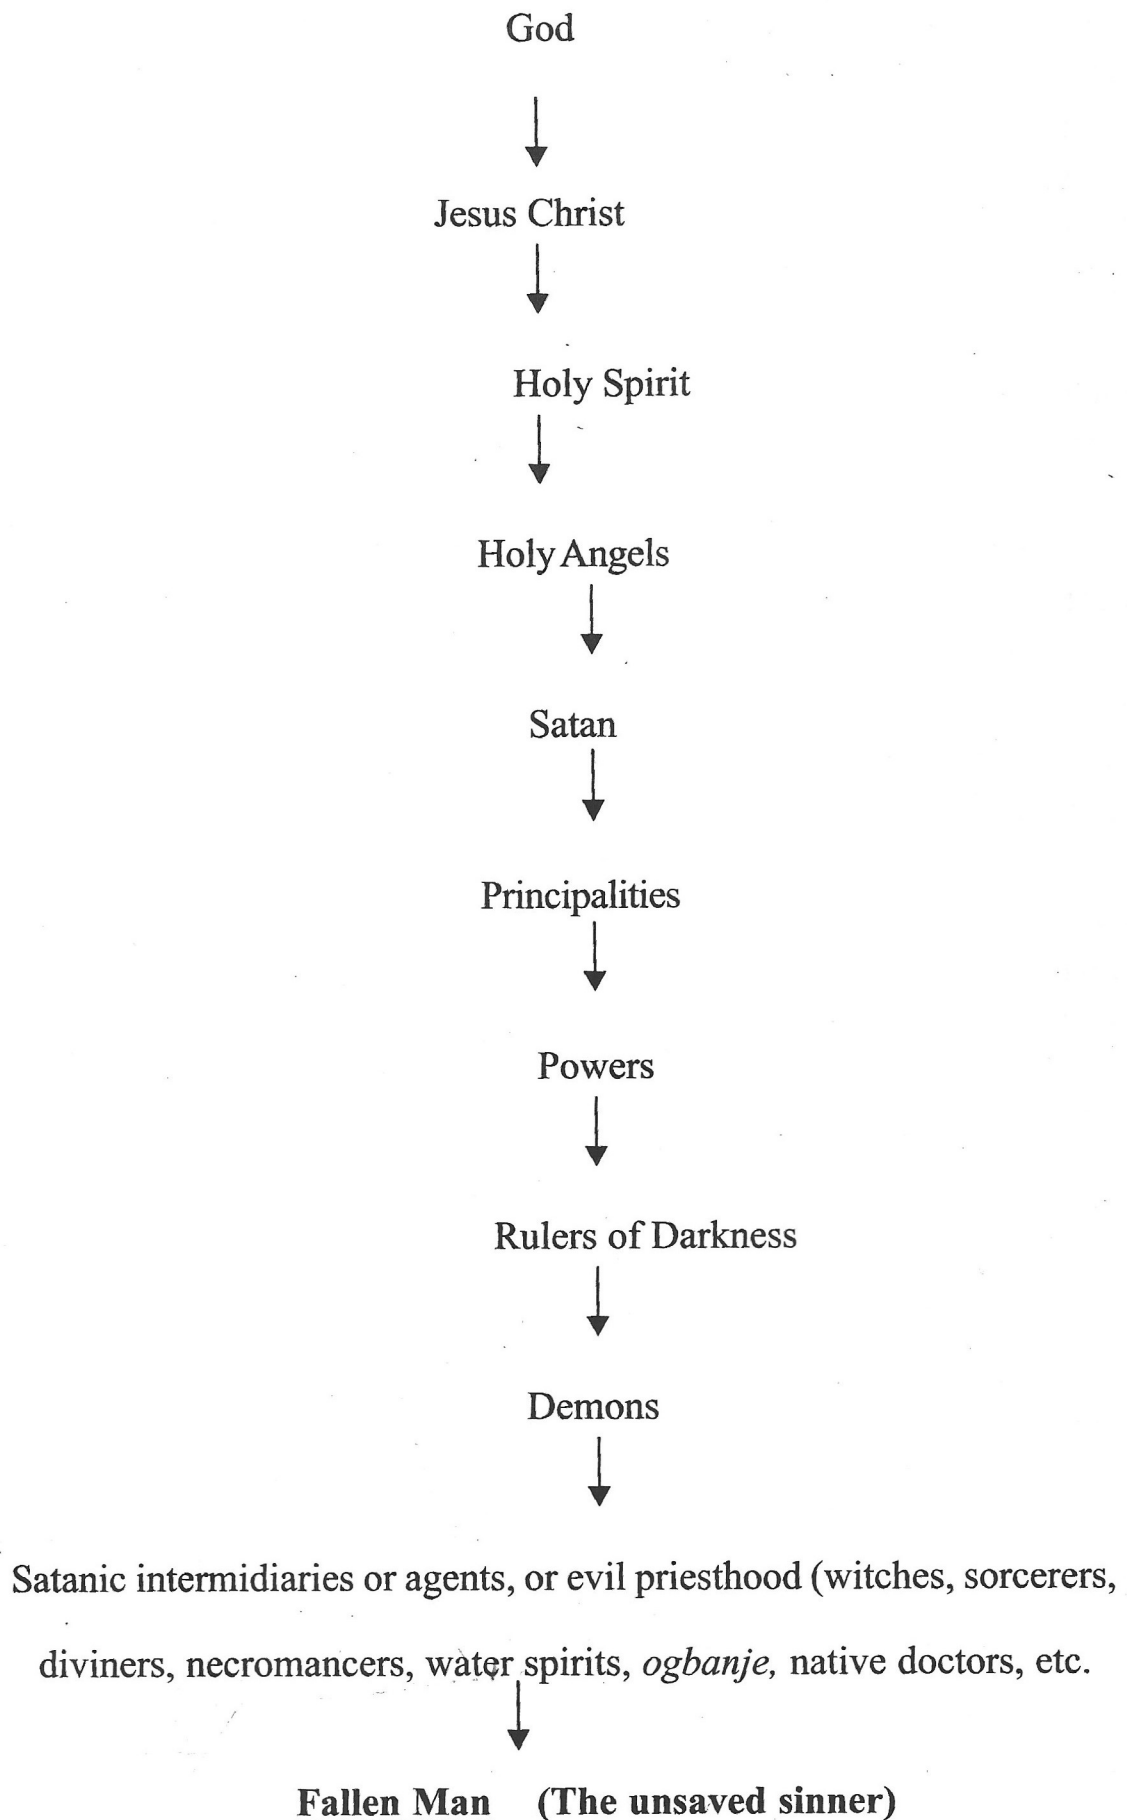 God
Jesus Christ
Holy Spirit
Holy Angels
Satan
Principalities
Powers
Rulers of Darkness
Demons
Satanic intermidiaries or agents, or evil priesthood (witches, sorcerers,
diviners, necromancers, water spirits, ogbanje, native doctors, etc.
Fallen Man (The unsaved sinner)